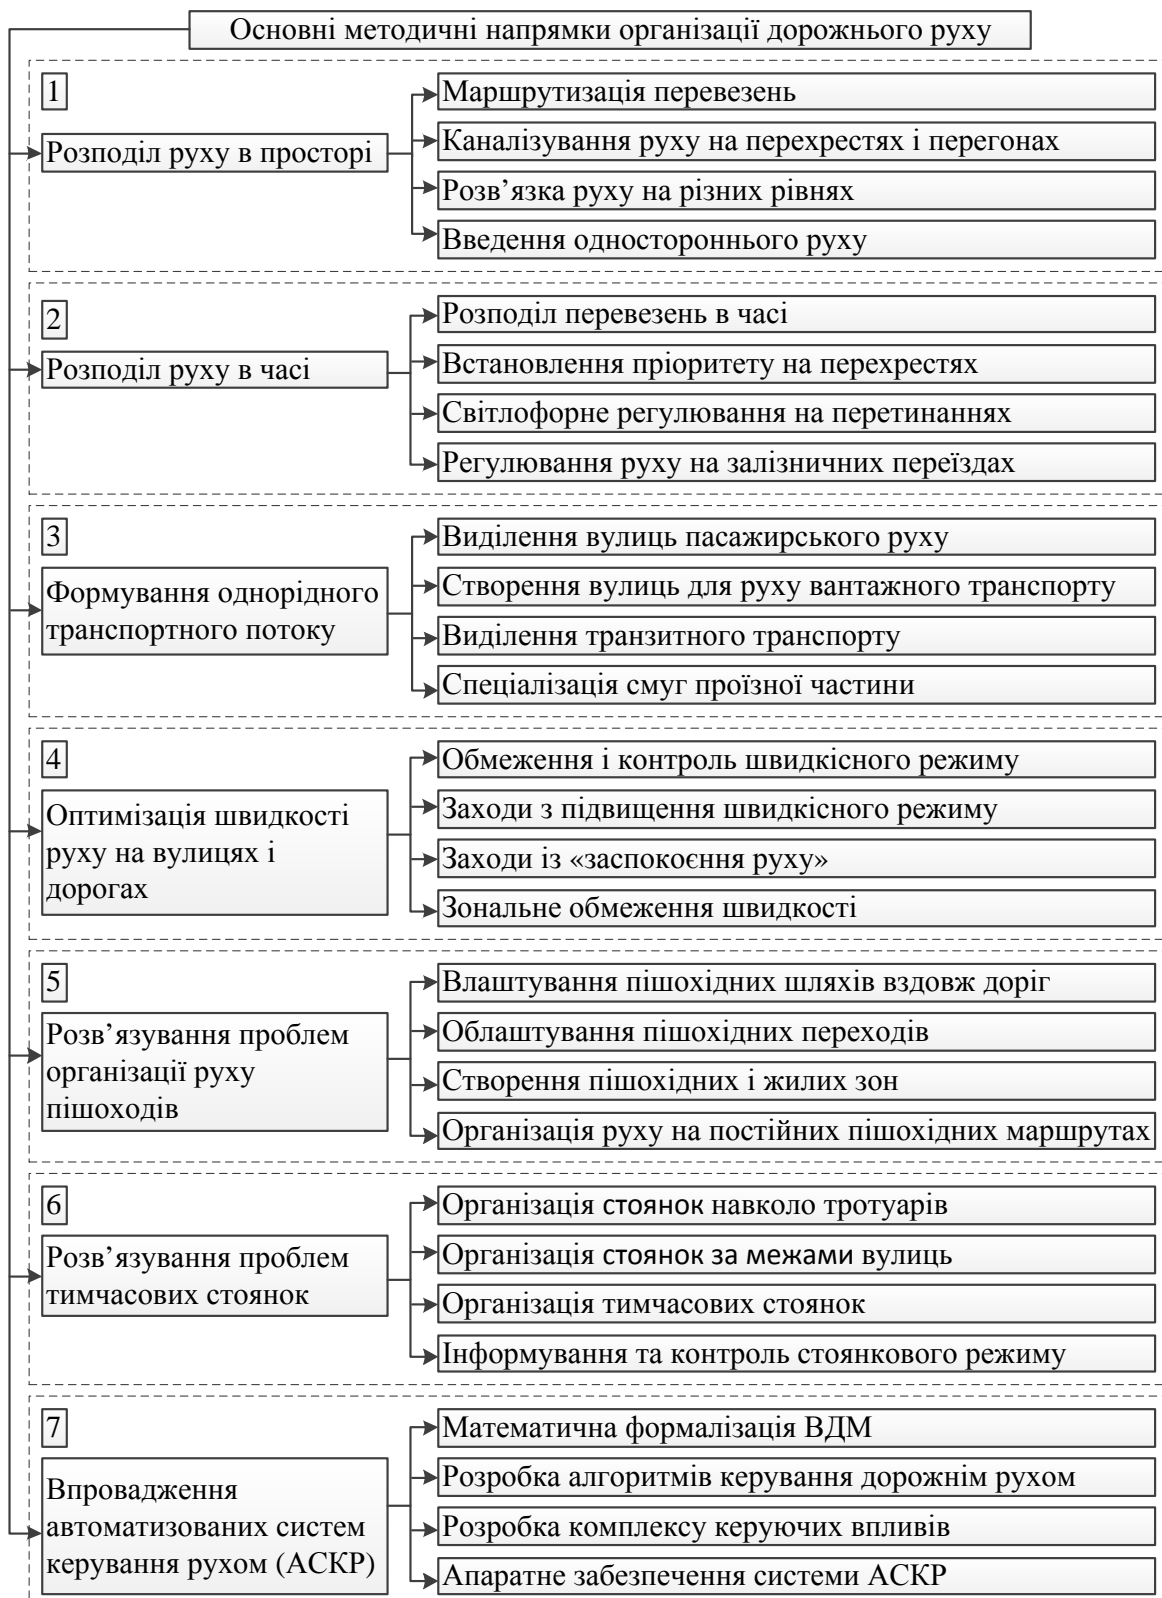 Основні методичні напрямки організації дорожнього руху
1
Розподіл руху в просторі
Маршрутизація перевезень
Каналізування руху на перехрестях і перегонах
Розв’язка руху на різних рівнях
Введення одностороннього руху
2
Розподіл руху в часі
Розподіл перевезень в часі
Встановлення пріоритету на перехрестях
Світлофорне регулювання на перетинаннях
Регулювання руху на залізничних переїздах
3
Формування однорідного
транспортного потоку
Виділення вулиць пасажирського руху
Створення вулиць для руху вантажного транспорту
Виділення транзитного транспорту
Спеціалізація смуг проїзної частини
4
Оптимізація швидкості
руху на вулицях і
дорогах
Обмеження і контроль швидкісного режиму
Заходи з підвищення швидкісного режиму
Заходи із «заспокоєння руху»
Зональне обмеження швидкості
5
Розв’язування проблем
організації руху
пішоходів
Влаштування пішохідних шляхів вздовж доріг
Облаштування пішохідних переходів
Створення пішохідних і жилих зон
Організація руху на постійних пішохідних маршрутах
6
Розв’язування проблем
тимчасових стоянок
Організація стоянок навколо тротуарів
Організація стоянок за межами вулиць
Організація тимчасових стоянок
Інформування та контроль стоянкового режиму
7
Впровадження
автоматизованих систем
керування рухом (АСКР)
Математична формалізація ВДМ
Розробка алгоритмів керування дорожнім рухом
Розробка комплексу керуючих впливів
Апаратне забезпечення системи АСКР